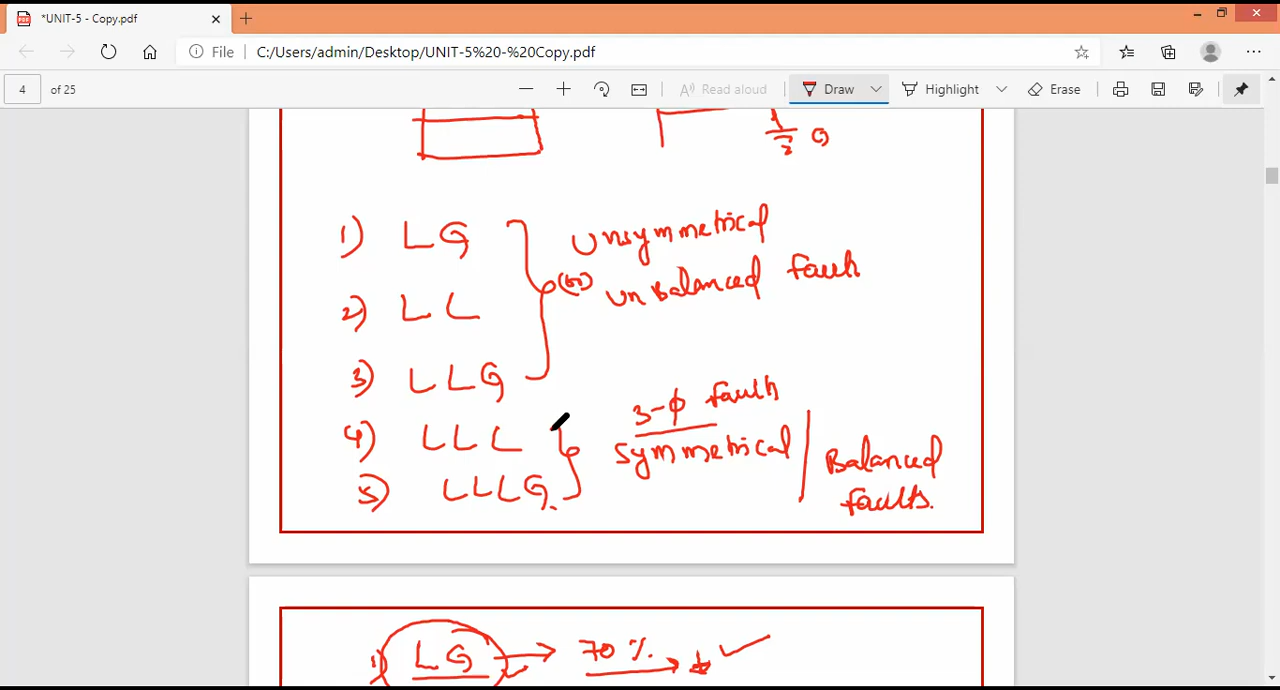 *UNIT-5 - Copy.pdf
File C:/Users/admin/Desktop/UNIT-5%20-%20Copy.pdf
4 of 25 Read aloud Draw Highlight Erase
1) LG
Unsymmetrical
(or) unBalanced fault
2) LL
3) LLG
3-φ fault
4) LLL
symmetrical
Balanced
5) LLLG.
faults.
1) LG → 70 %.